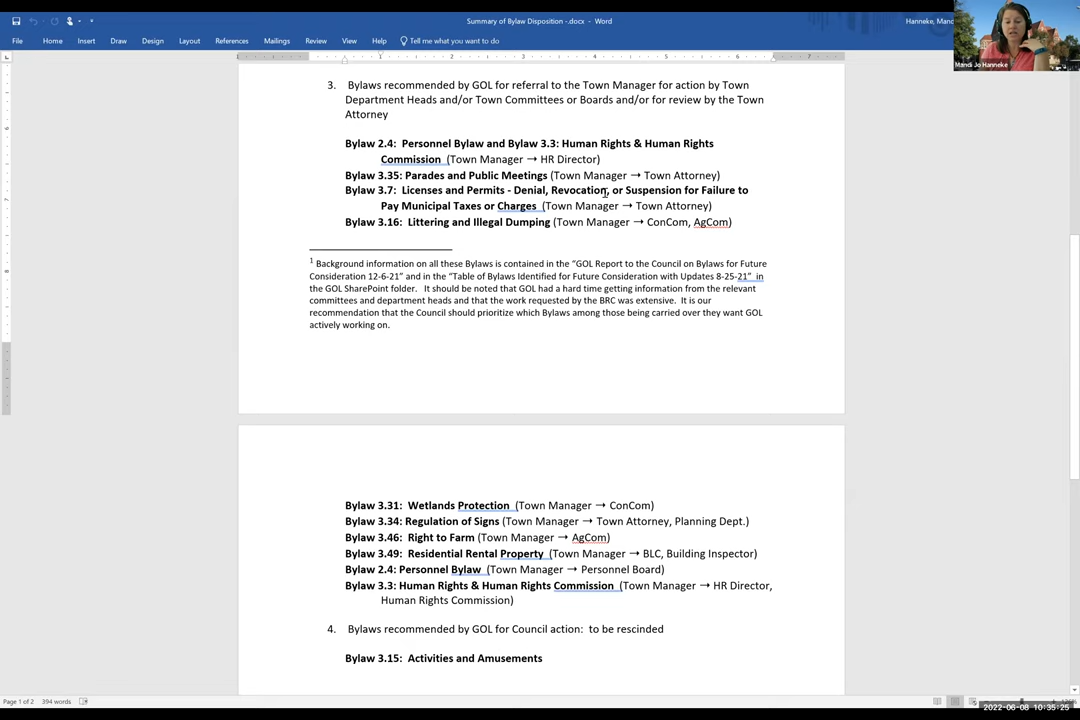 Summary of Bylaw Disposition -.docx - Word
Hanneke, Mand
File Home Insert Draw Design Layout References Mailings Review View Help Tell me what you want to do
Mandi Jo Hanneke
3. Bylaws recommended by GOL for referral to the Town Manager for action by Town
Department Heads and/or Town Committees or Boards and/or for review by the Town
Attorney
Bylaw 2.4: Personnel Bylaw and Bylaw 3.3: Human Rights & Human Rights
Commission (Town Manager → HR Director)
Bylaw 3.35: Parades and Public Meetings (Town Manager → Town Attorney)
Bylaw 3.7: Licenses and Permits - Denial, Revocation, or Suspension for Failure to
Pay Municipal Taxes or Charges (Town Manager → Town Attorney)
Bylaw 3.16: Littering and Illegal Dumping (Town Manager → ConCom, AgCom)
1 Background information on all these Bylaws is contained in the “GOL Report to the Council on Bylaws for Future
Consideration 12-6-21” and in the “Table of Bylaws Identified for Future Consideration with Updates 8-25-21” in
the GOL SharePoint folder. It should be noted that GOL had a hard time getting information from the relevant
committees and department heads and that the work requested by the BRC was extensive. It is our
recommendation that the Council should prioritize which Bylaws among those being carried over they want GOL
actively working on.
Bylaw 3.31: Wetlands Protection (Town Manager → ConCom)
Bylaw 3.34: Regulation of Signs (Town Manager → Town Attorney, Planning Dept.)
Bylaw 3.46: Right to Farm (Town Manager → AgCom)
Bylaw 3.49: Residential Rental Property (Town Manager → BLC, Building Inspector)
Bylaw 2.4: Personnel Bylaw (Town Manager → Personnel Board)
Bylaw 3.3: Human Rights & Human Rights Commission (Town Manager → HR Director,
Human Rights Commission)
4. Bylaws recommended by GOL for Council action: to be rescinded
Bylaw 3.15: Activities and Amusements
Page 1 of 2 394 words
2022-06-08 10:35:25